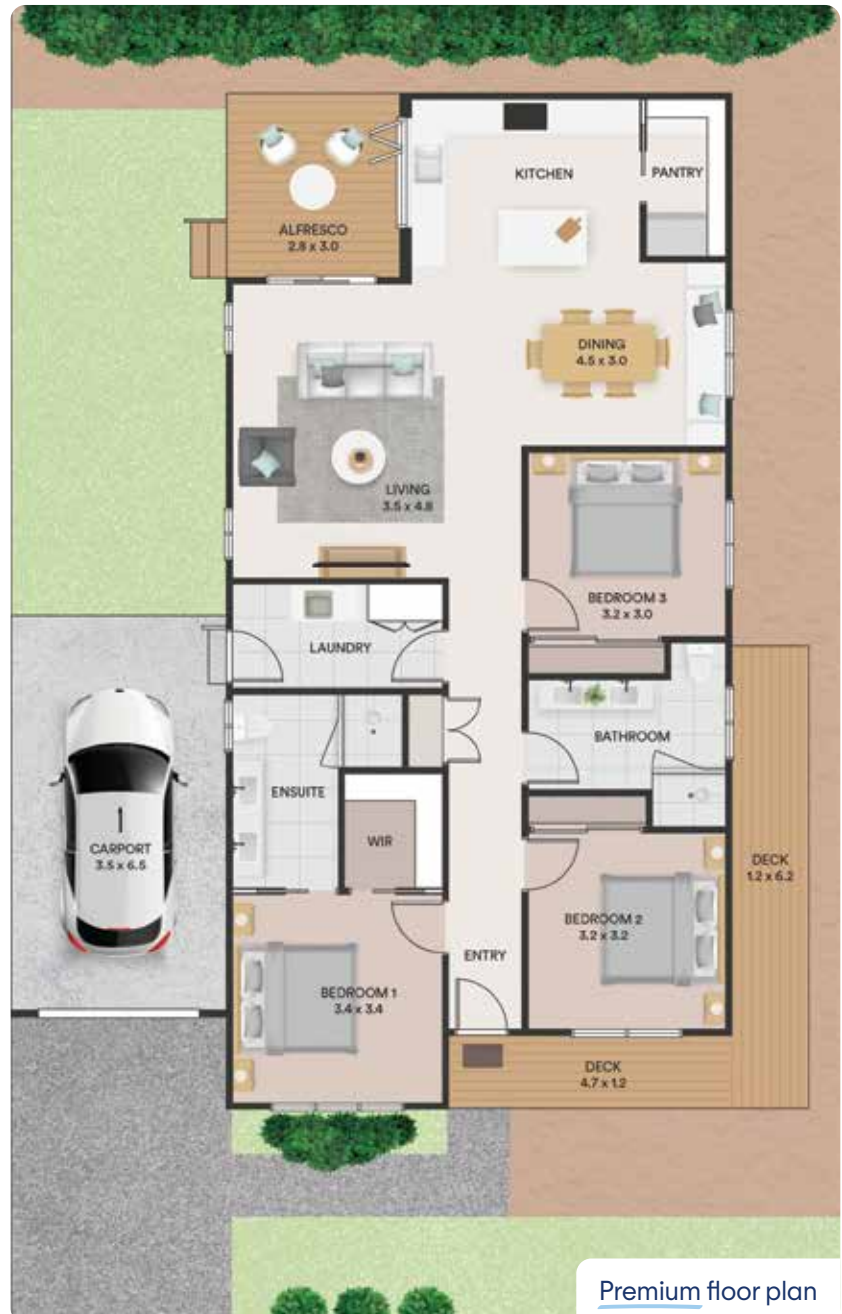 KITCHEN
PANTRY
ALFRESCO
2.8 x 3.0
DINING
4.5 x 3.0
LIVING
3.5 x 4.8
BEDROOM 3
3.2 x 3.0
LAUNDRY
BATHROOM
ENSUITE
WIR
CARPORT
3.5 x 6.5
DECK
1.2 x 6.2
BEDROOM 2
3.2 x 3.2
ENTRY
BEDROOM 1
3.4 x 3.4
DECK
4.7 x 1.2
Premium floor plan